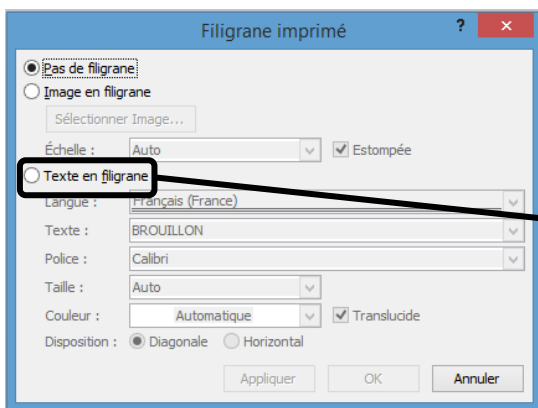 Filigrane imprimé ?
Pas de filigrane
Image en filigrane
Sélectionner Image...
Échelle : Auto Estompée
Texte en filigrane
Langue : Français (France)
Texte : BROUILLON
Police : Calibri
Taille : Auto
Couleur : Automatique Translucide
Disposition : Diagonale Horizontal
Appliquer OK Annuler